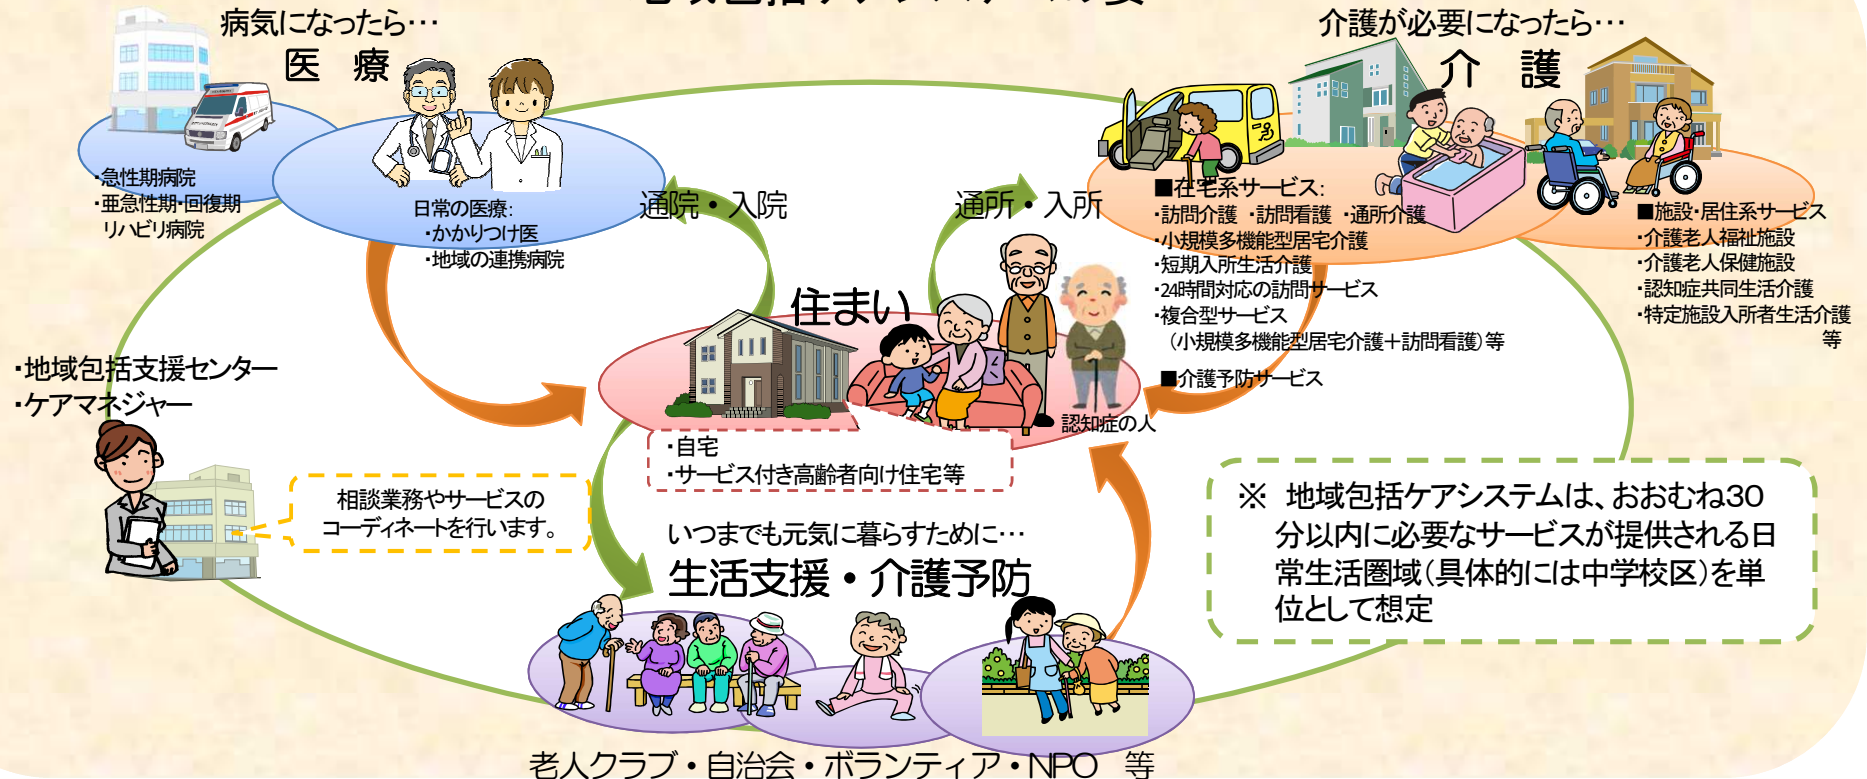 病気になったら…
医 療
・急性期病院
・亜急性期・回復期
リハビリ病院
日常の医療:
・かかりつけ医
・地域の連携病院
通院・入院
通所・入所
介護が必要になったら…
介 護
■在宅系サービス:
・訪問介護 ・訪問看護 ・通所介護
・小規模多機能型居宅介護
・短期入所生活介護
・24時間対応の訪問サービス
・複合型サービス
（小規模多機能型居宅介護＋訪問看護）等
■介護予防サービス
■施設・居住系サービス
・介護老人福祉施設
・介護老人保健施設
・認知症共同生活介護
・特定施設入所者生活介護
等
住まい
認知症の人
・自宅
・サービス付き高齢者向け住宅等
・地域包括支援センター
・ケアマネジャー
相談業務やサービスの
コーディネートを行います。
いつまでも元気に暮らすために…
生活支援・介護予防
老人クラブ・自治会・ボランティア・NPO 等
※ 地域包括ケアシステムは、おおむね30
分以内に必要なサービスが提供される日
常生活圏域（具体的には中学校区）を単
位として想定